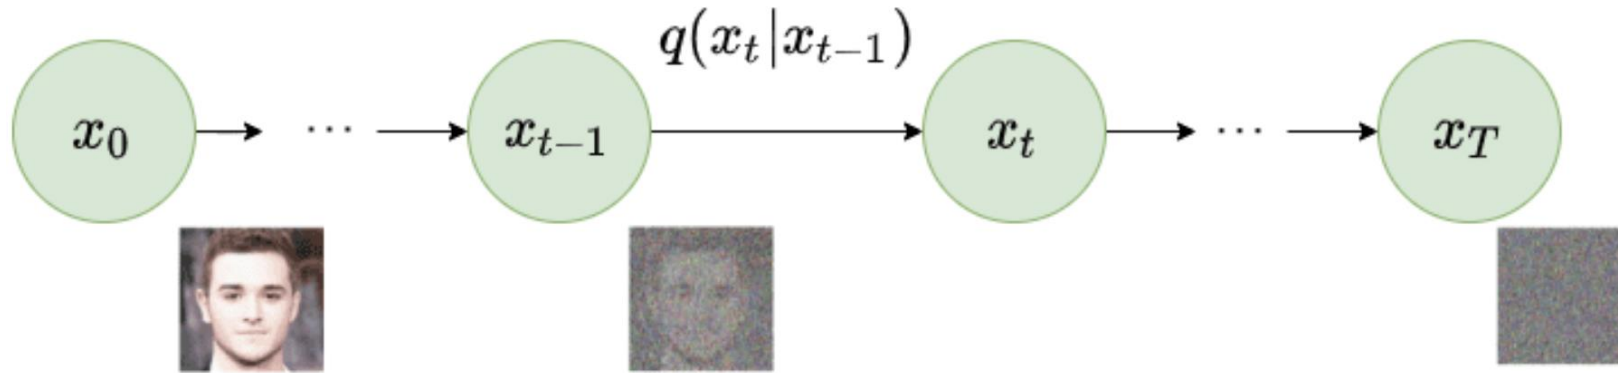 q(x_t|x_{t-1})
x_0 ⋯ x_{t-1} x_t ⋯ x_T